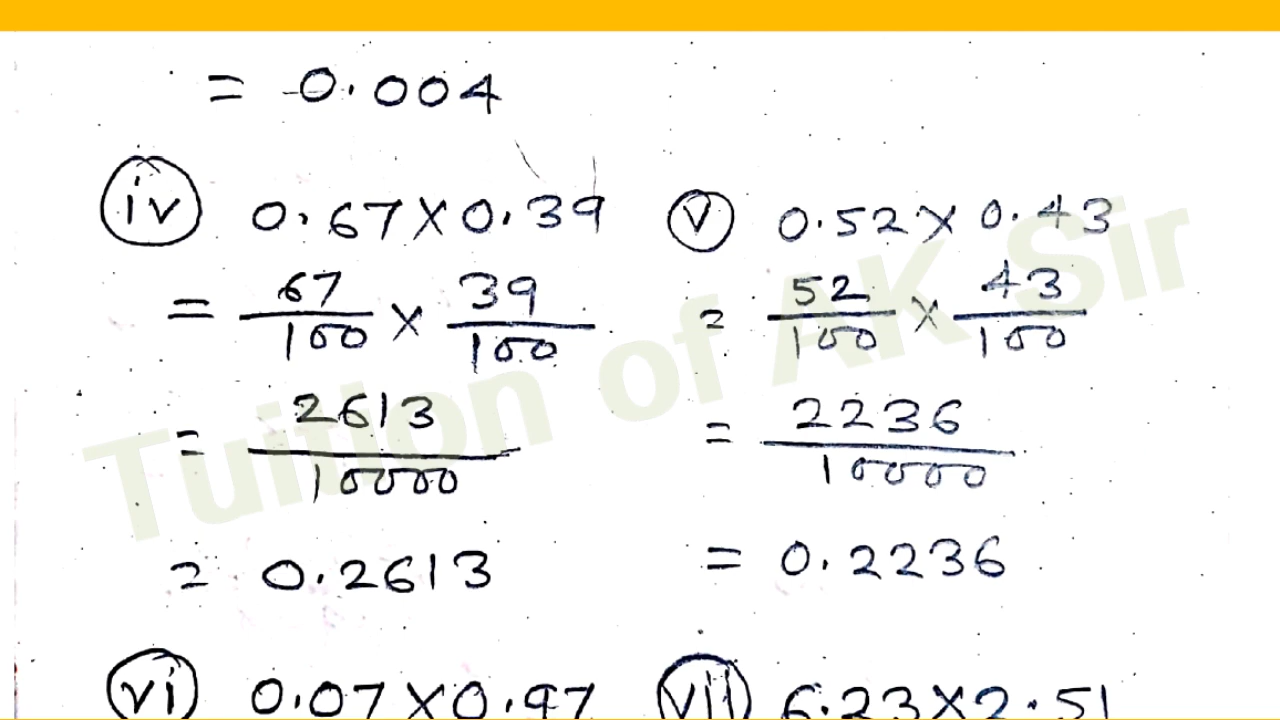 = 0.004
iv 0.67 × 0.39
= 67/100 × 39/100
= 2613/10000
= 0.2613
v 0.52 × 0.43
= 52/100 × 43/100
= 2236/10000
= 0.2236
vi 0.07 × 0.97
vii 6.23 × 2.51
Tuition of AK Sir